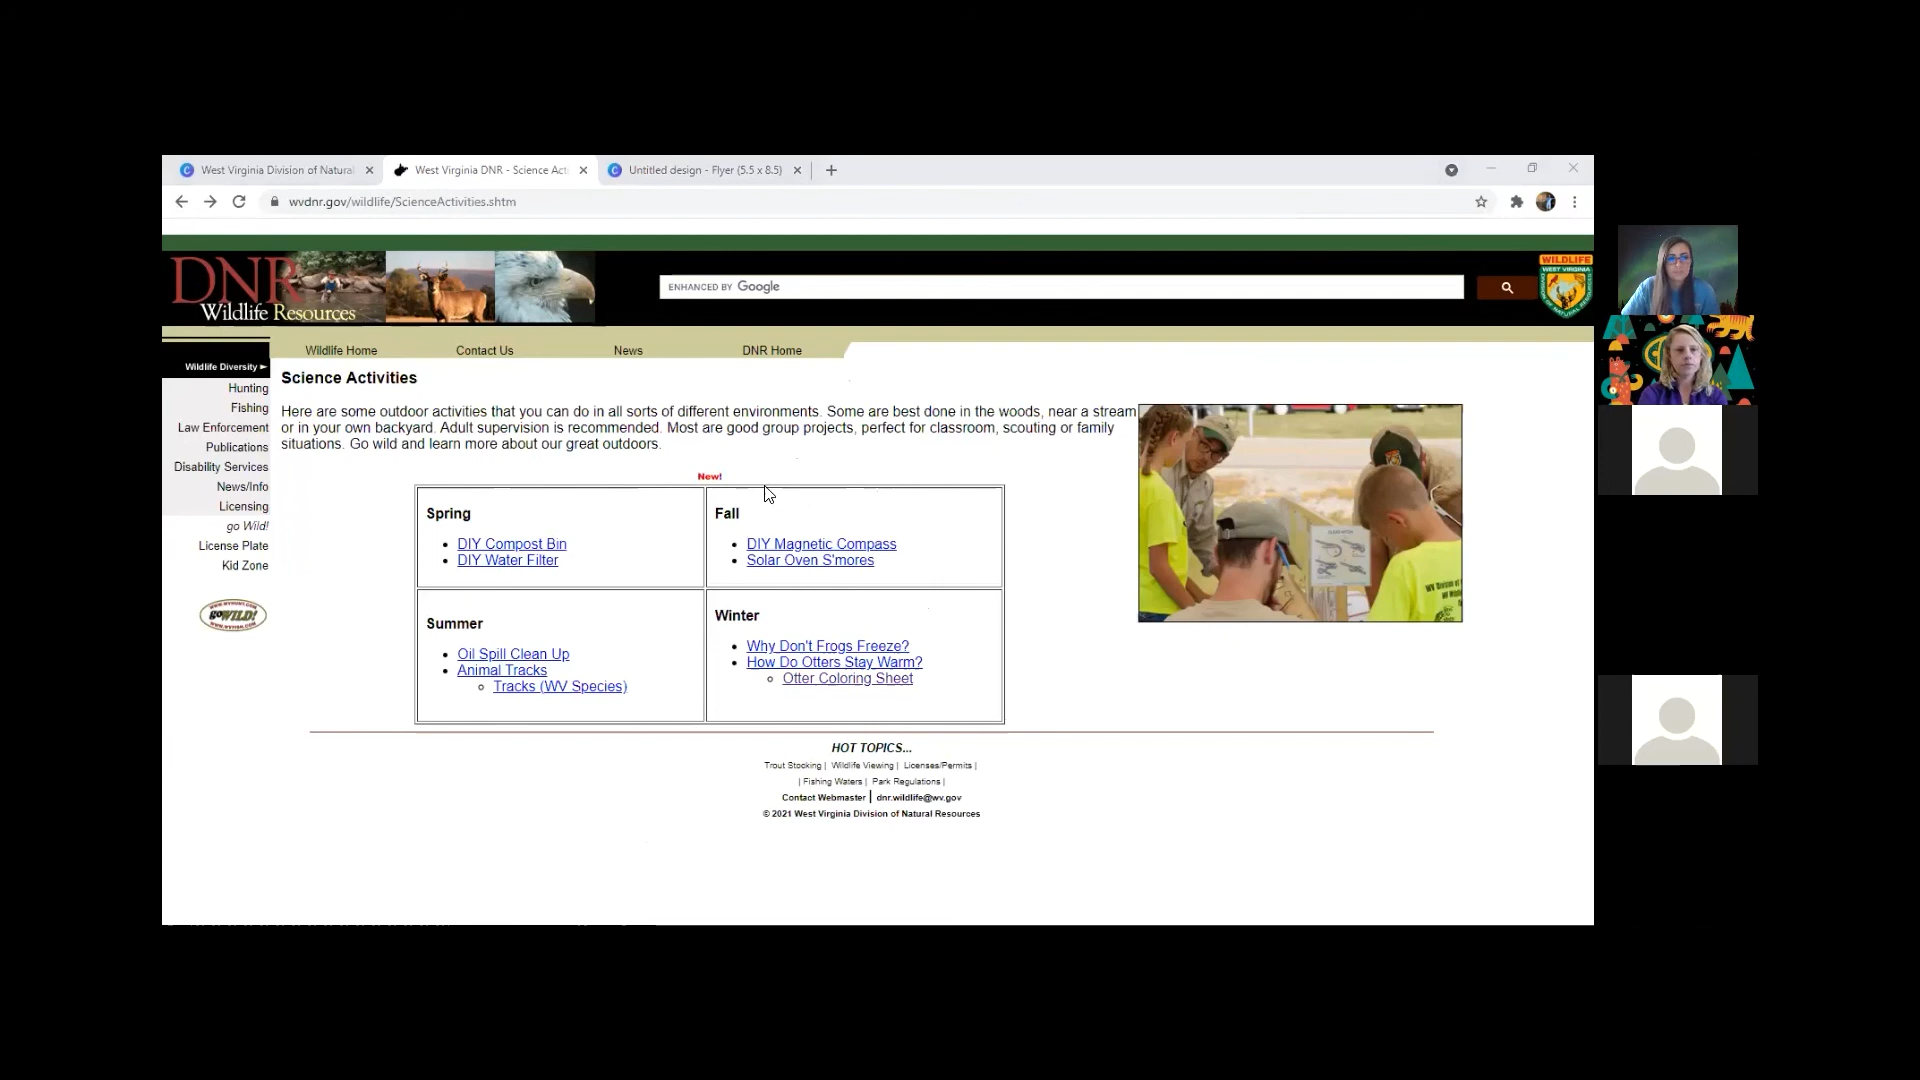 West Virginia Division of Natural
West Virginia DNR - Science Act
Untitled design - Flyer (5.5 x 8.5)
wvdnr.gov/wildlife/ScienceActivities.shtm
DNR
Wildlife Resources
ENHANCED BY Google
WILDLIFE
WEST VIRGINIA
Wildlife Home
Contact Us
News
DNR Home
Wildlife Diversity ►
Hunting
Fishing
Law Enforcement
Publications
Disability Services
News/Info
Licensing
go Wild!
License Plate
Kid Zone
goWILD!
Science Activities
Here are some outdoor activities that you can do in all sorts of different environments. Some are best done in the woods, near a stream
or in your own backyard. Adult supervision is recommended. Most are good group projects, perfect for classroom, scouting or family
situations. Go wild and learn more about our great outdoors.
New!
Spring
• DIY Compost Bin
• DIY Water Filter
Fall
• DIY Magnetic Compass
• Solar Oven S'mores
Summer
• Oil Spill Clean Up
• Animal Tracks
○ Tracks (WV Species)
Winter
• Why Don't Frogs Freeze?
• How Do Otters Stay Warm?
○ Otter Coloring Sheet
HOT TOPICS...
Trout Stocking | Wildlife Viewing | Licenses/Permits |
| Fishing Waters | Park Regulations |
Contact Webmaster | dnr.wildlife@wv.gov
© 2021 West Virginia Division of Natural Resources